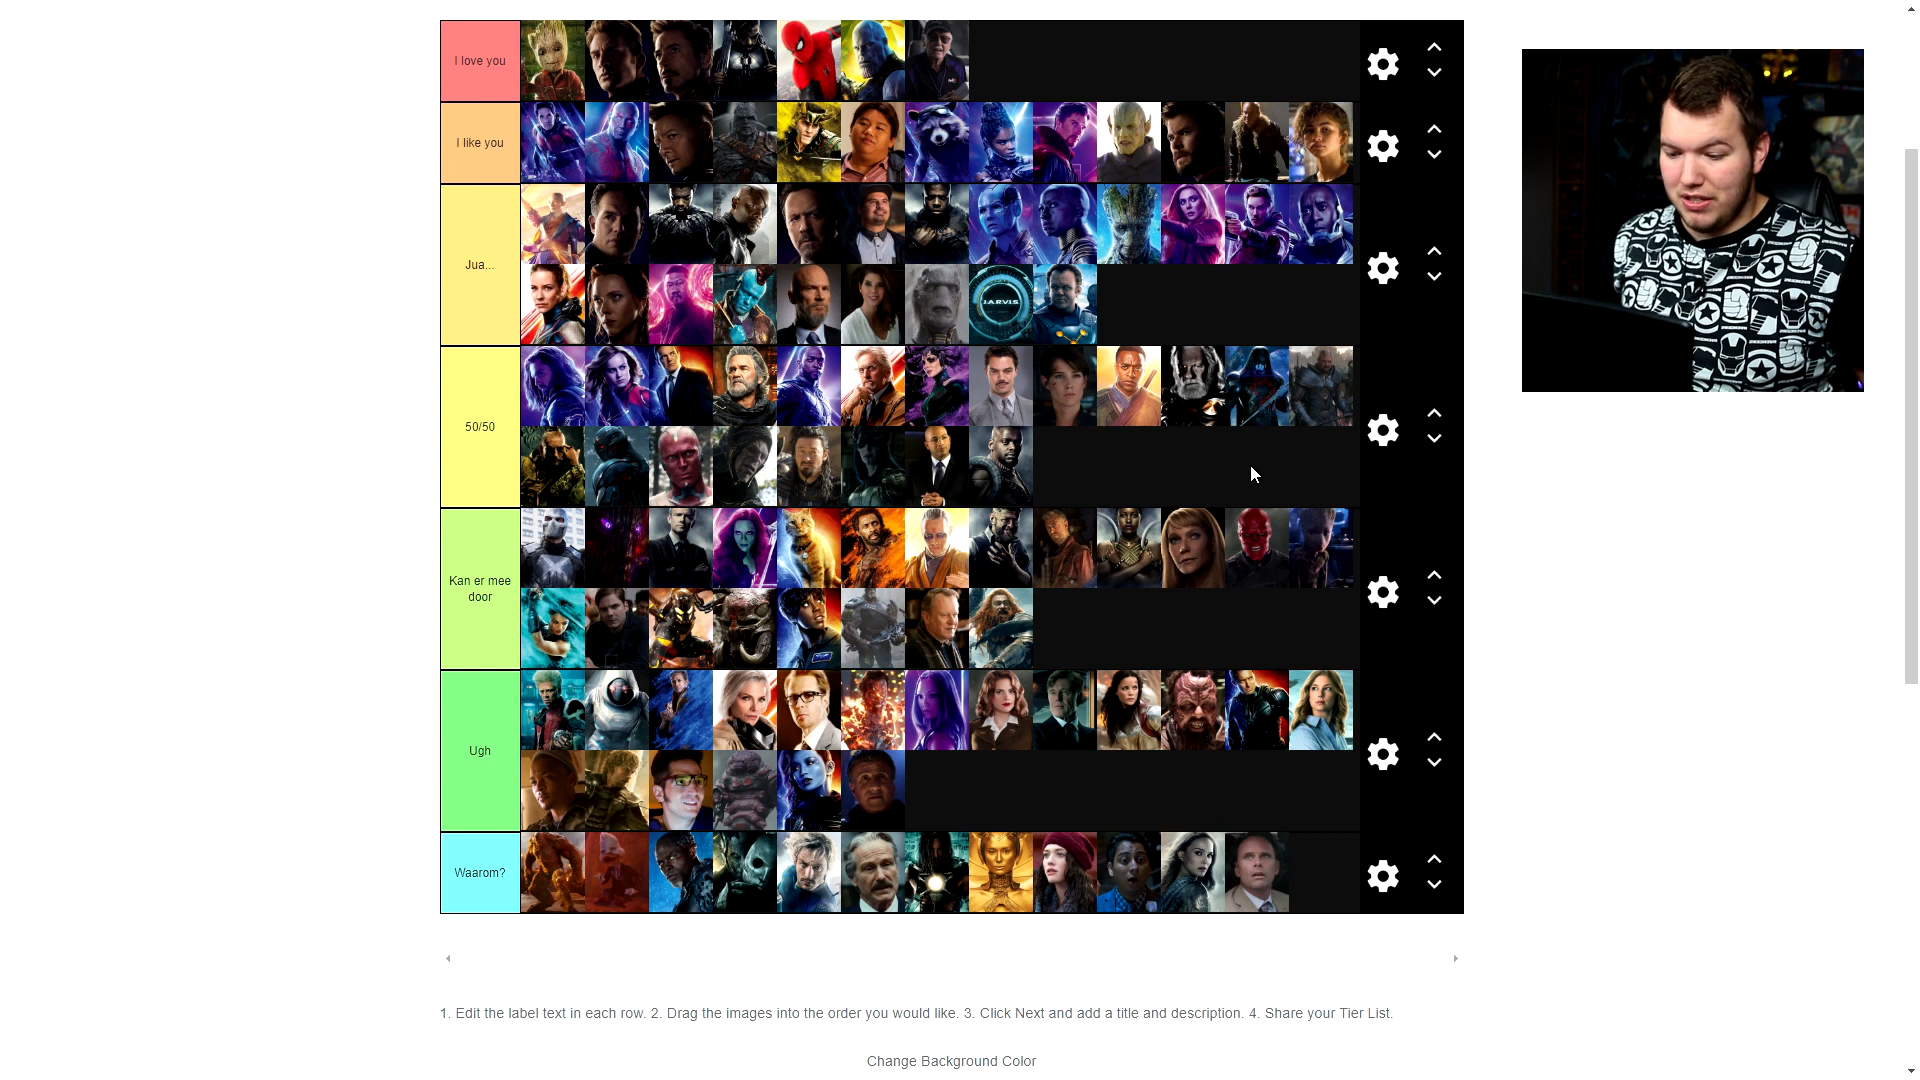 I love you
I like you
Jua...
JARVIS
50/50
Kan er mee
door
Ugh
Waarom?
1. Edit the label text in each row. 2. Drag the images into the order you would like. 3. Click Next and add a title and description. 4. Share your Tier List.
Change Background Color